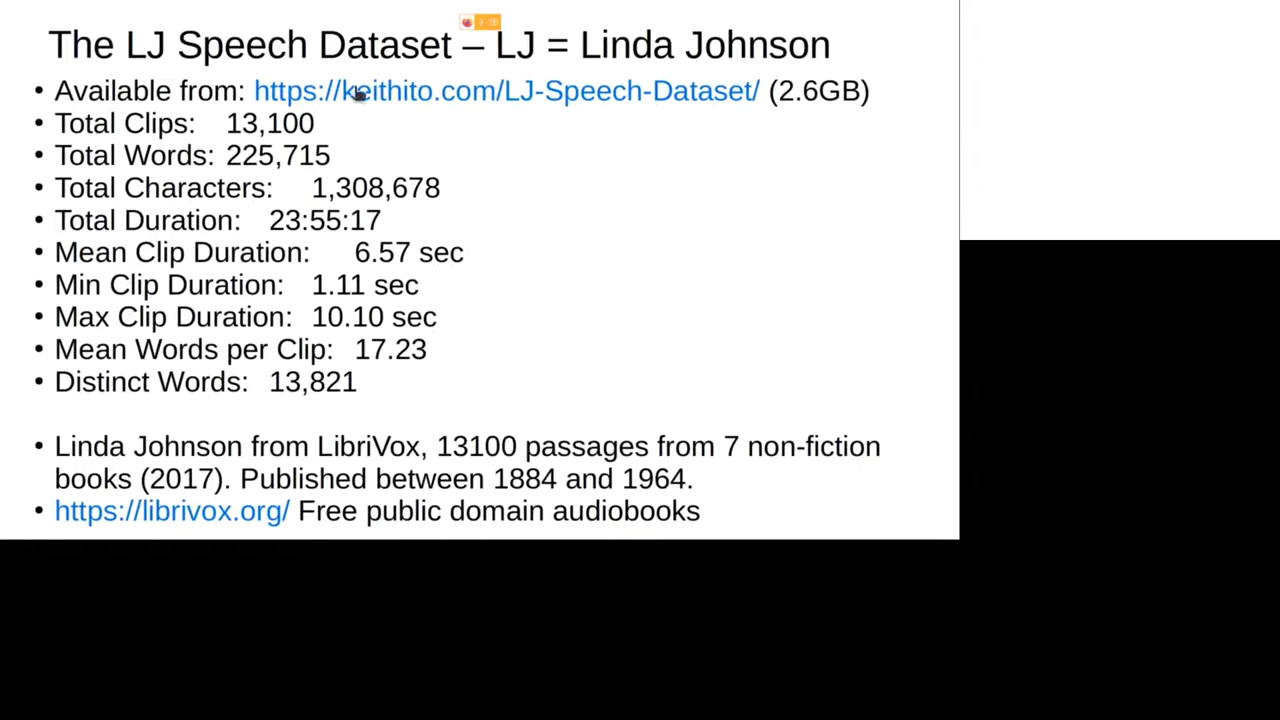 The LJ Speech Dataset – LJ = Linda Johnson
• Available from: https://keithito.com/LJ-Speech-Dataset/ (2.6GB)
• Total Clips: 13,100
• Total Words: 225,715
• Total Characters: 1,308,678
• Total Duration: 23:55:17
• Mean Clip Duration: 6.57 sec
• Min Clip Duration: 1.11 sec
• Max Clip Duration: 10.10 sec
• Mean Words per Clip: 17.23
• Distinct Words: 13,821
• Linda Johnson from LibriVox, 13100 passages from 7 non-fiction
books (2017). Published between 1884 and 1964.
• https://librivox.org/ Free public domain audiobooks